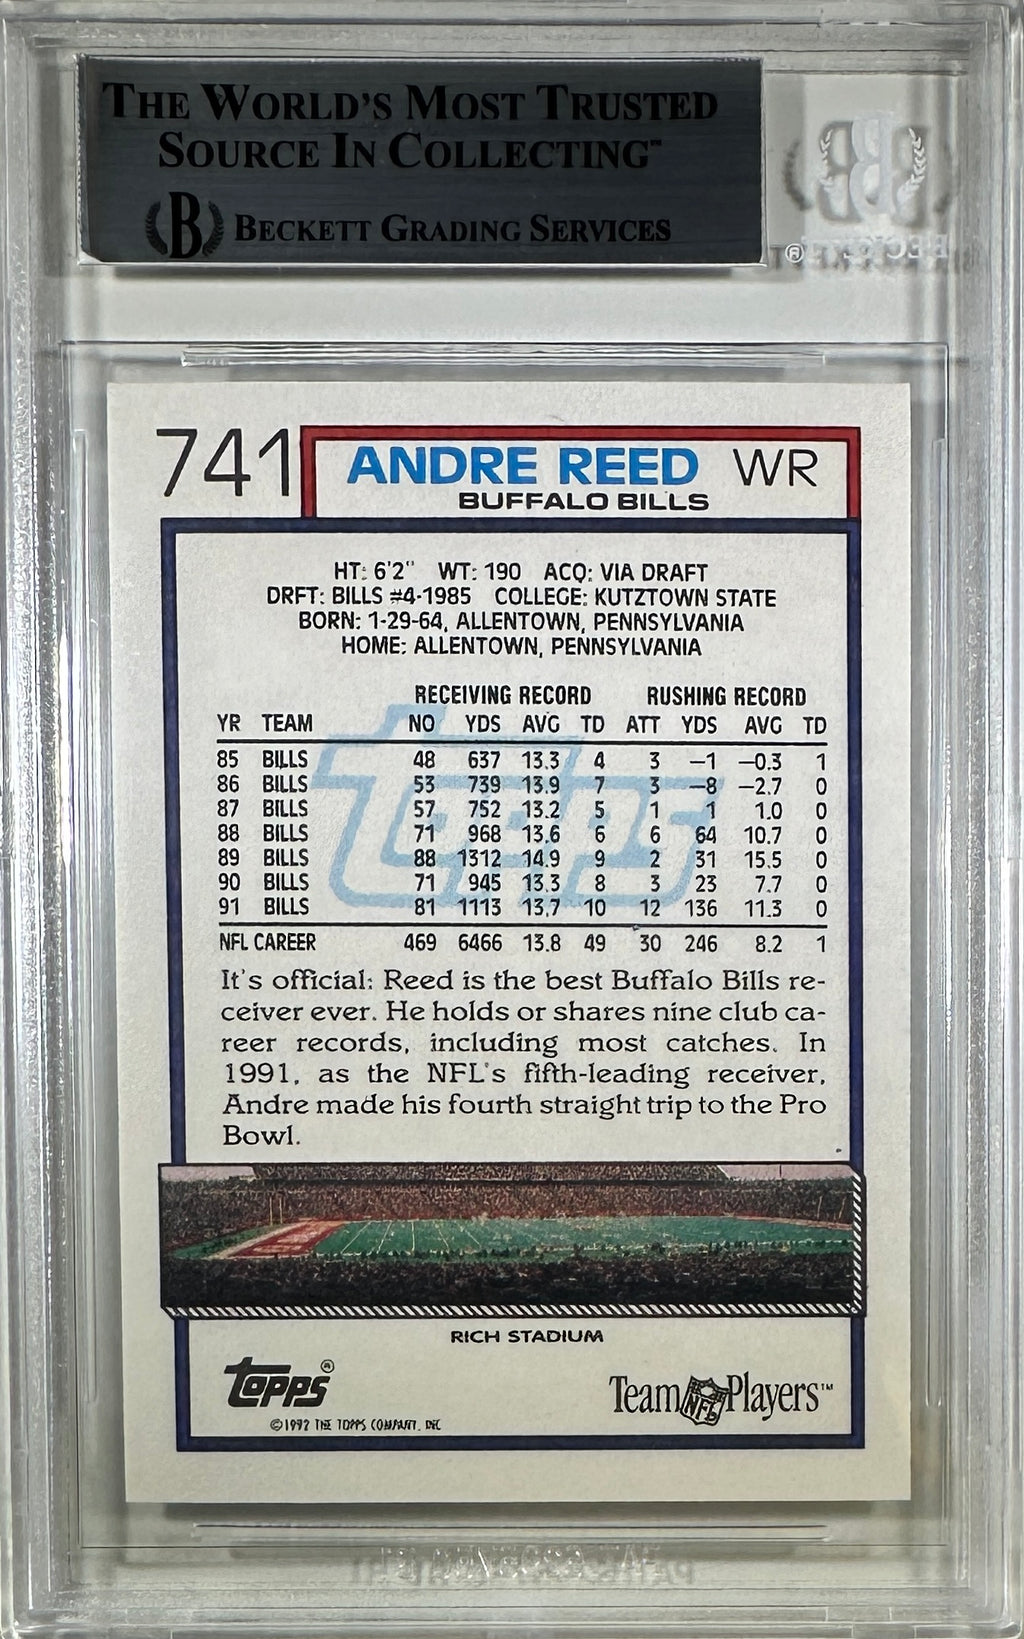 THE WORLD'S MOST TRUSTED
SOURCE IN COLLECTING™
B BECKETT GRADING SERVICES
741 ANDRE REED WR
BUFFALO BILLS
HT: 6'2" WT: 190 ACQ: VIA DRAFT
DRFT: BILLS #4-1985 COLLEGE: KUTZTOWN STATE
BORN: 1-29-64, ALLENTOWN, PENNSYLVANIA
HOME: ALLENTOWN, PENNSYLVANIA
RECEIVING RECORD RUSHING RECORD
YR TEAM NO YDS AVG TD ATT YDS AVG TD
85 BILLS 48 637 13.3 4 3 –1 –0.3 1
86 BILLS 53 739 13.9 7 3 –8 –2.7 0
87 BILLS 57 752 13.2 5 1 1 1.0 0
88 BILLS 71 968 13.6 6 6 64 10.7 0
89 BILLS 88 1312 14.9 9 2 31 15.5 0
90 BILLS 71 945 13.3 8 3 23 7.7 0
91 BILLS 81 1113 13.7 10 12 136 11.3 0
NFL CAREER 469 6466 13.8 49 30 246 8.2 1
topps
It's official: Reed is the best Buffalo Bills re-
ceiver ever. He holds or shares nine club ca-
reer records, including most catches. In
1991, as the NFL's fifth-leading receiver,
Andre made his fourth straight trip to the Pro
Bowl.
RICH STADIUM
Topps® Team NFL Players™
©1992 THE TOPPS COMPANY, INC.